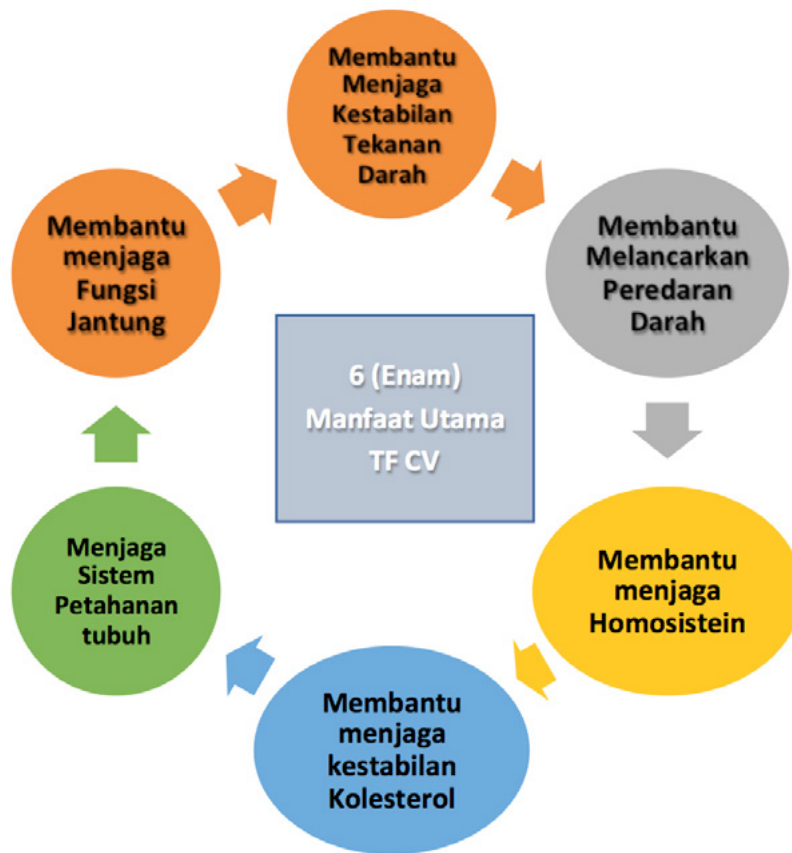 Membantu
Menjaga
Kestabilan
Tekanan
Darah
Membantu
Melancarkan
Peredaran
Darah
Membantu
menjaga
Homosistein
Membantu
menjaga
kestabilan
Kolesterol
Menjaga
Sistem
Petahanan
tubuh
Membantu
menjaga
Fungsi
Jantung
6 (Enam)
Manfaat Utama
TF CV